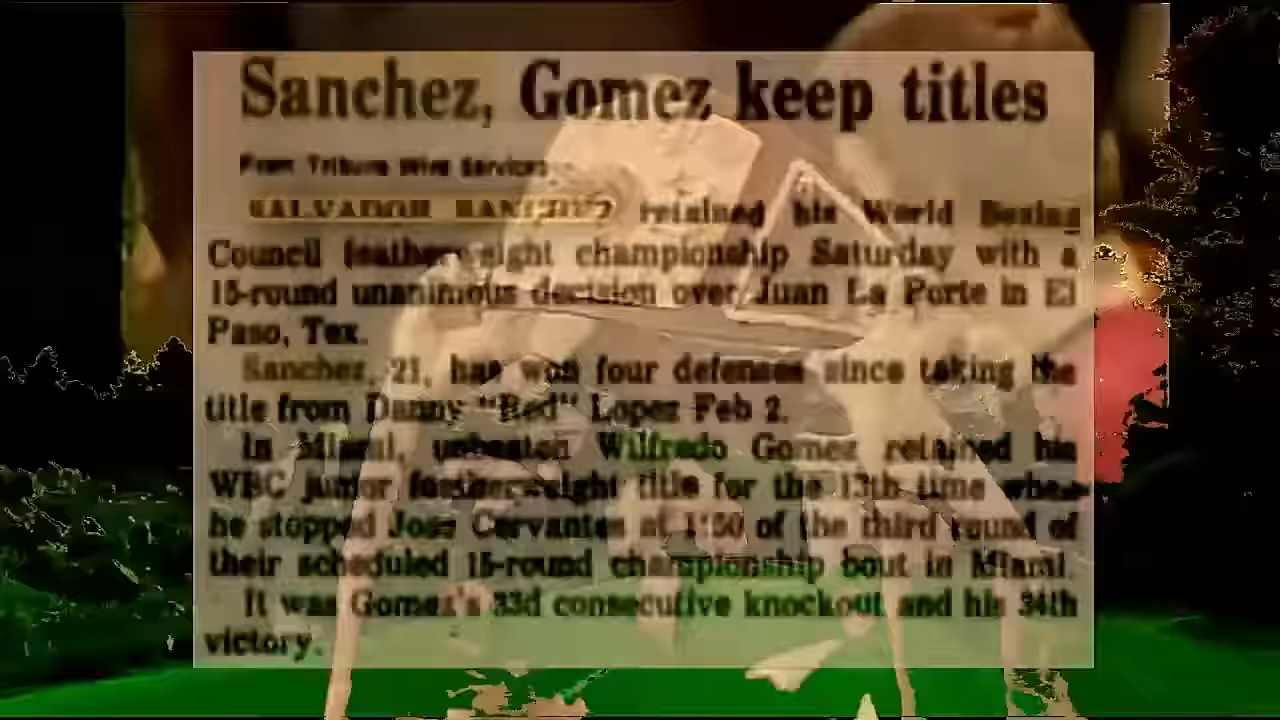 Sanchez, Gomez keep titles
From Tribune Wire Services
SALVADOR SANCHEZ retained his World Boxing
Council featherweight championship Saturday with a
15-round unanimous decision over Juan La Porte in El
Paso, Tex.
Sanchez, 21, has won four defenses since taking the
title from Danny "Red" Lopez Feb 2.
In Miami, unbeaten Wilfredo Gomez retained his
WBC junior featherweight title for the 13th time when
he stopped Jose Cervantes at 1:50 of the third round of
their scheduled 15-round championship bout in Miami.
It was Gomez's 33d consecutive knockout and his 34th
victory.